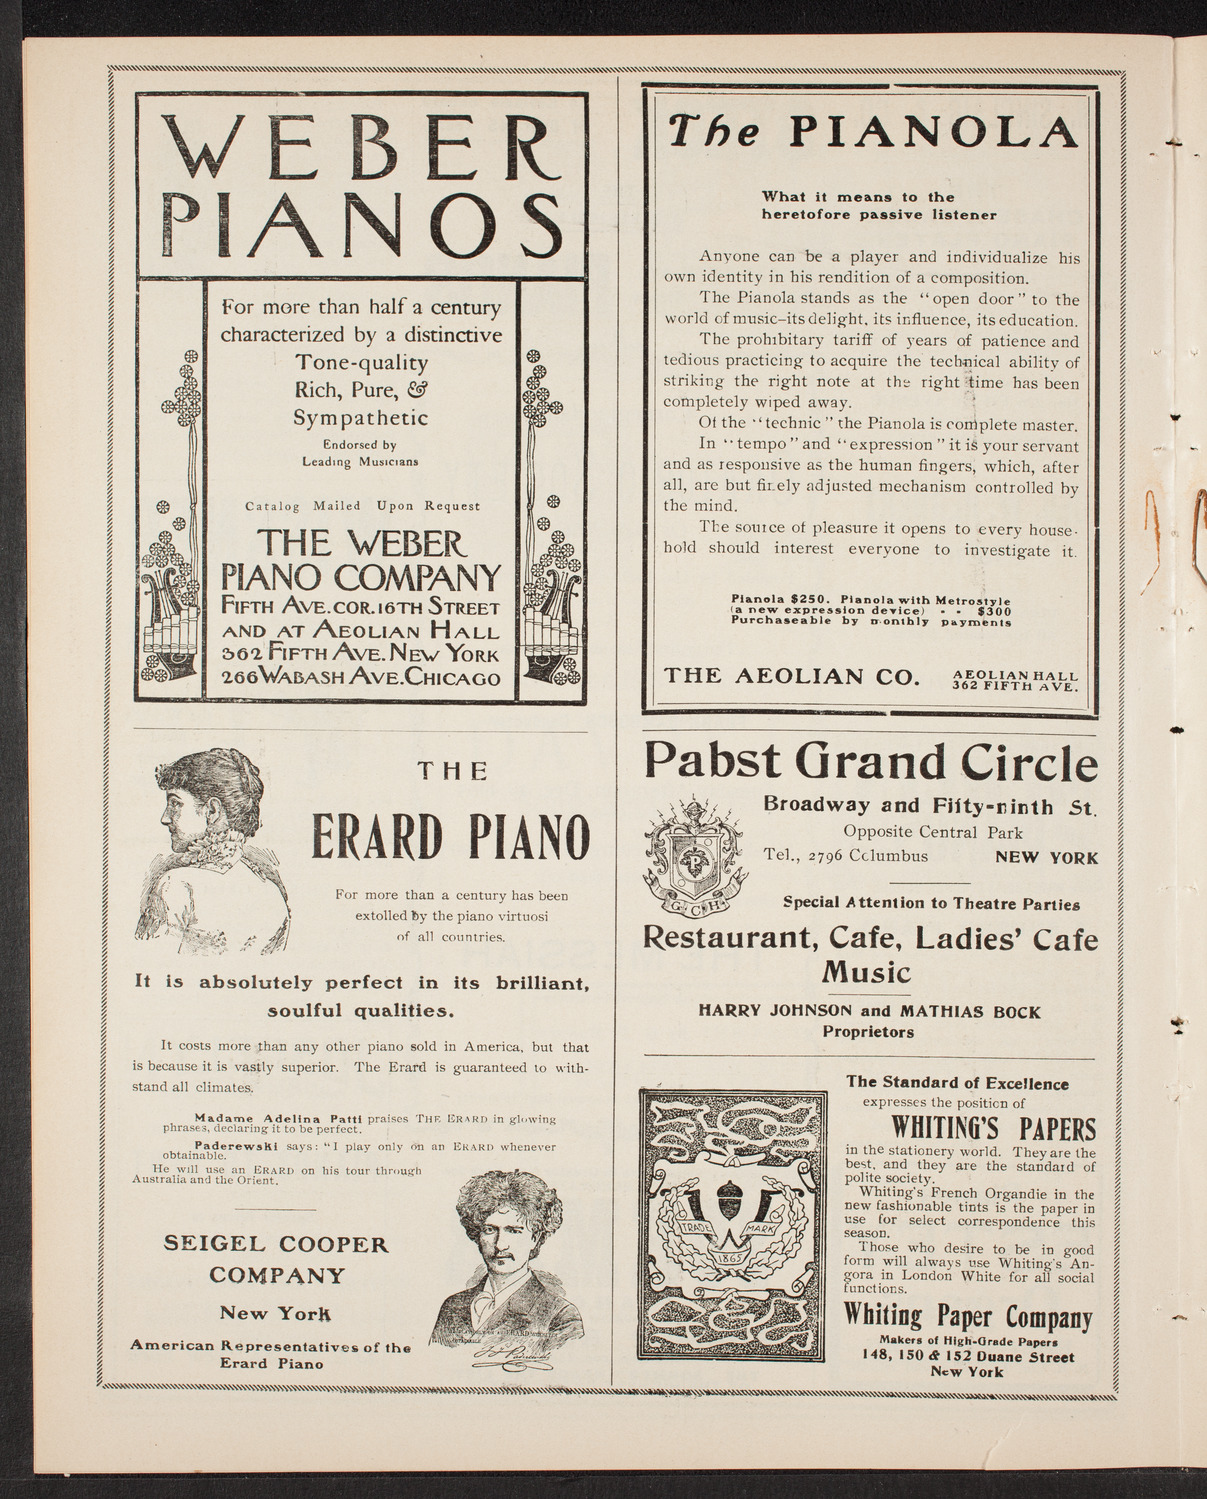 WEBER
PIANOS
For more than half a century
characterized by a distinctive
Tone-quality
Rich, Pure, &
Sympathetic
Endorsed by
Leading Musicians
Catalog Mailed Upon Request
THE WEBER
PIANO COMPANY
FIFTH AVE. COR. 16TH STREET
AND AT AEOLIAN HALL
362 FIFTH AVE. NEW YORK
266 WABASH AVE. CHICAGO
THE
ERARD PIANO
For more than a century has been
extolled by the piano virtuosi
of all countries.
It is absolutely perfect in its brilliant,
soulful qualities.
It costs more than any other piano sold in America, but that
is because it is vastly superior. The Erard is guaranteed to with-
stand all climates.
Madame Adelina Patti praises THE ERARD in glowing
phrases, declaring it to be perfect.
Paderewski says: "I play only on an ERARD whenever
obtainable.
He will use an ERARD on his tour through
Australia and the Orient.
SEIGEL COOPER
COMPANY
New York
American Representatives of the
Erard Piano
The PIANOLA
What it means to the
heretofore passive listener
Anyone can be a player and individualize his
own identity in his rendition of a composition.
The Pianola stands as the "open door" to the
world of music—its delight, its influence, its education.
The prohibitary tariff of years of patience and
tedious practicing to acquire the technical ability of
striking the right note at the right time has been
completely wiped away.
Of the "technic" the Pianola is complete master.
In "tempo" and "expression" it is your servant
and as responsive as the human fingers, which, after
all, are but finely adjusted mechanism controlled by
the mind.
The source of pleasure it opens to every house-
hold should interest everyone to investigate it.
Pianola $250. Pianola with Metrostyle
(a new expression device) - - $300
Purchaseable by monthly payments
THE AEOLIAN CO. AEOLIAN HALL
362 FIFTH AVE.
Pabst Grand Circle
Broadway and Fifty-ninth St.
Opposite Central Park
Tel., 2796 Columbus NEW YORK
P
G C H
Special Attention to Theatre Parties
Restaurant, Cafe, Ladies' Cafe
Music
HARRY JOHNSON and MATHIAS BOCK
Proprietors
TRADE MARK
1865
The Standard of Excellence
expresses the position of
WHITING'S PAPERS
in the stationery world. They are the
best, and they are the standard of
polite society.
Whiting's French Organdie in the
new fashionable tints is the paper in
use for select correspondence this
season.
Those who desire to be in good
form will always use Whiting's An-
gora in London White for all social
functions.
Whiting Paper Company
Makers of High-Grade Papers
148, 150 & 152 Duane Street
New York